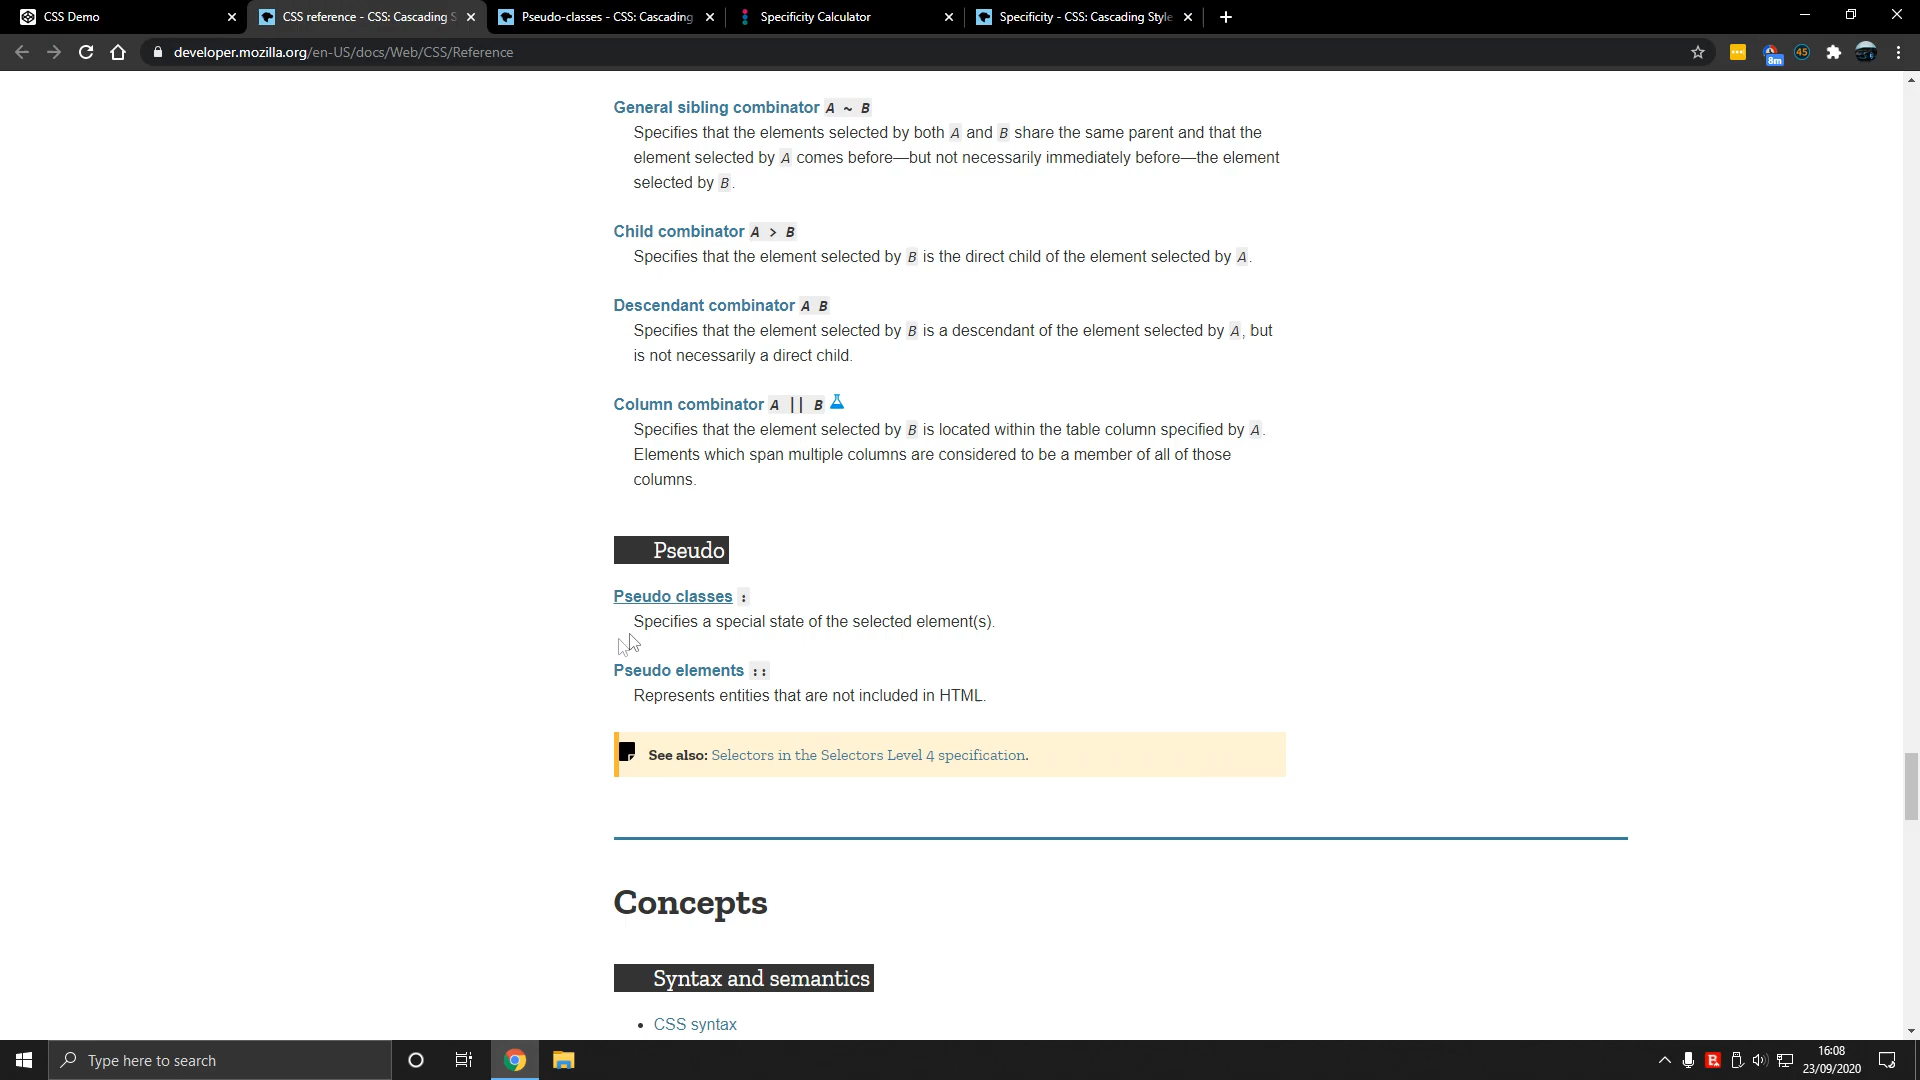 CSS Demo
CSS reference - CSS: Cascading S
Pseudo-classes - CSS: Cascading
Specificity Calculator
Specificity - CSS: Cascading Style
developer.mozilla.org/en-US/docs/Web/CSS/Reference
8m
45
General sibling combinator A ~ B
Specifies that the elements selected by both A and B share the same parent and that the
element selected by A comes before—but not necessarily immediately before—the element
selected by B.
Child combinator A > B
Specifies that the element selected by B is the direct child of the element selected by A.
Descendant combinator A B
Specifies that the element selected by B is a descendant of the element selected by A, but
is not necessarily a direct child.
Column combinator A || B
Specifies that the element selected by B is located within the table column specified by A.
Elements which span multiple columns are considered to be a member of all of those
columns.
Pseudo
Pseudo classes :
Specifies a special state of the selected element(s).
Pseudo elements ::
Represents entities that are not included in HTML.
See also: Selectors in the Selectors Level 4 specification.
Concepts
Syntax and semantics
• CSS syntax
Type here to search
16:08
23/09/2020